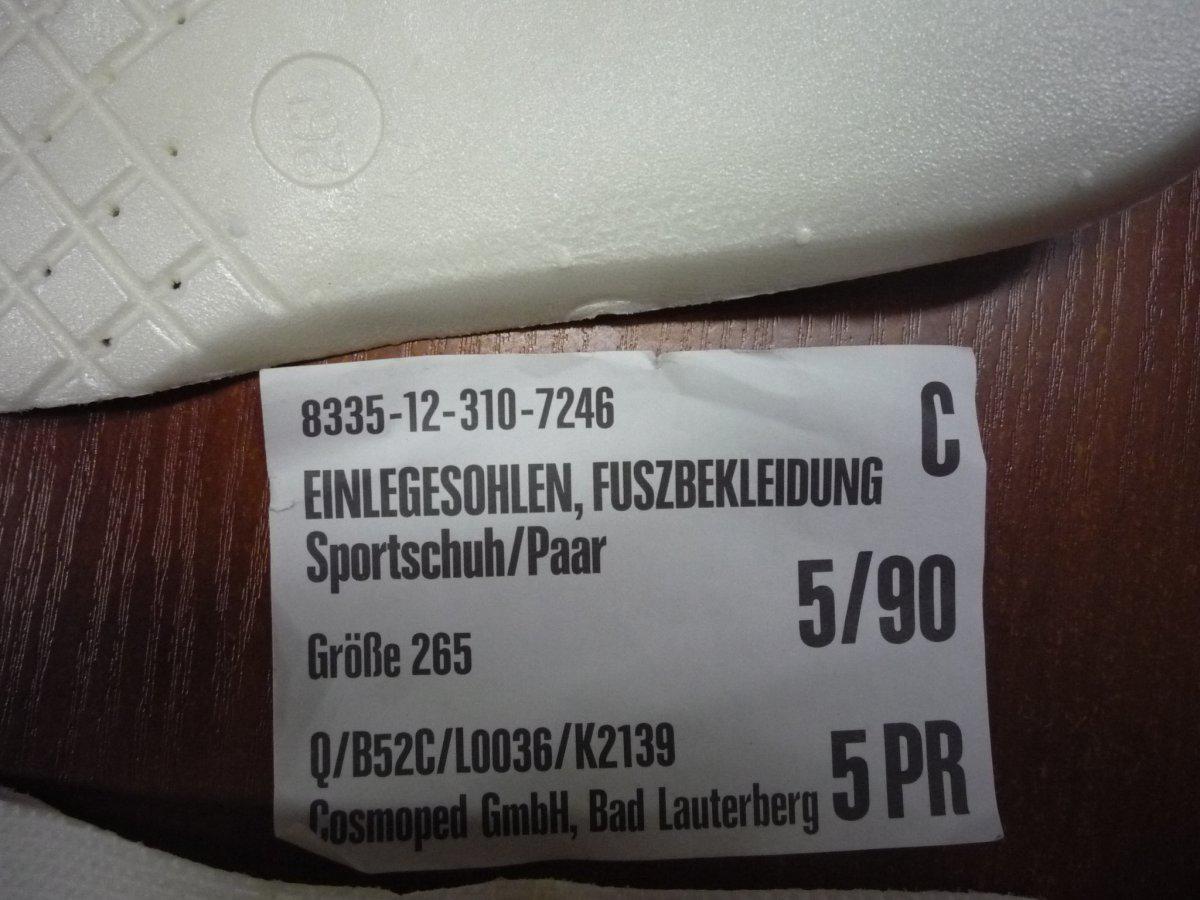 265
8335-12-310-7246
C
EINLEGESOHLEN, FUSZBEKLEIDUNG
Sportschuh/Paar
5/90
Größe 265
Q/B52C/L0036/K2139
5 PR
Cosmoped GmbH, Bad Lauterberg